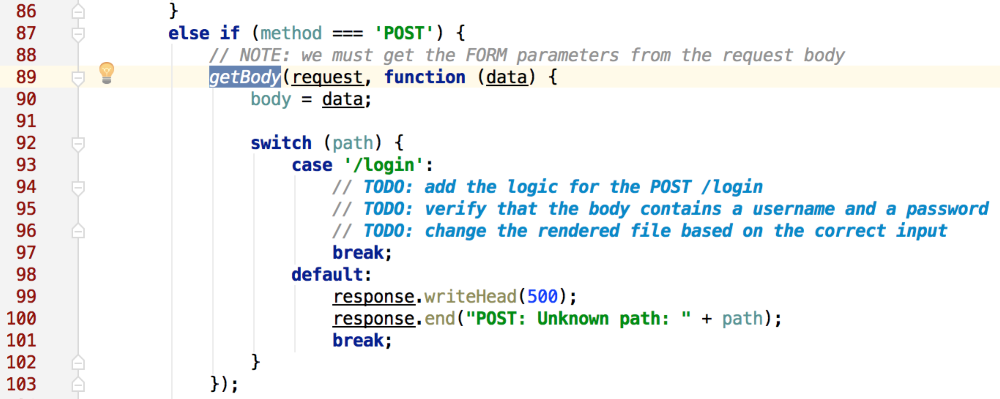 86 }
87 else if (method === 'POST') {
88 // NOTE: we must get the FORM parameters from the request body
89 getBody(request, function (data) {
90 body = data;
91
92 switch (path) {
93 case '/login':
94 // TODO: add the logic for the POST /login
95 // TODO: verify that the body contains a username and a password
96 // TODO: change the rendered file based on the correct input
97 break;
98 default:
99 response.writeHead(500);
100 response.end("POST: Unknown path: " + path);
101 break;
102 }
103 });